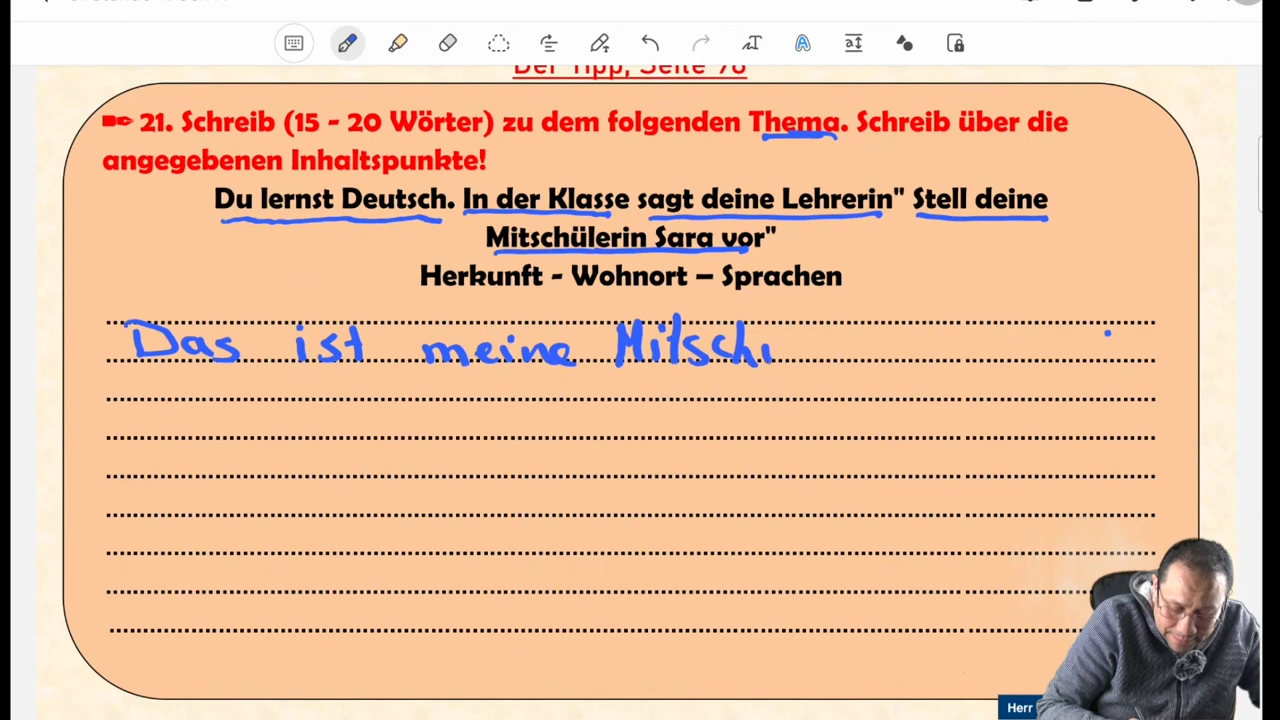 Der Tipp, Seite 96
21. Schreib (15 - 20 Wörter) zu dem folgenden Thema. Schreib über die
angegebenen Inhaltspunkte!
Du lernst Deutsch. In der Klasse sagt deine Lehrerin" Stell deine
Mitschülerin Sara vor"
Herkunft - Wohnort – Sprachen
Das ist meine Mitsch
Herr